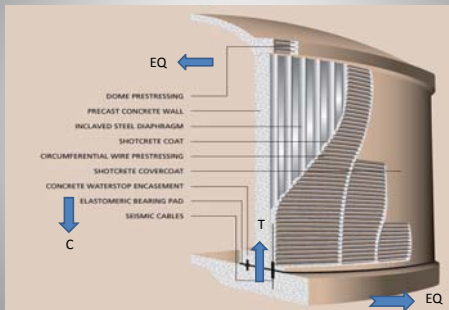 EQ
DOME PRESTRESSING
PRECAST CONCRETE WALL
INCLAVED STEEL DIAPHRAGM
SHOTCRETE COAT
CIRCUMFERENTIAL WIRE PRESTRESSING
SHOTCRETE COVERCOAT
CONCRETE WATERSTOP ENCASEMENT
ELASTOMERIC BEARING PAD
SEISMIC CABLES
T
C
EQ